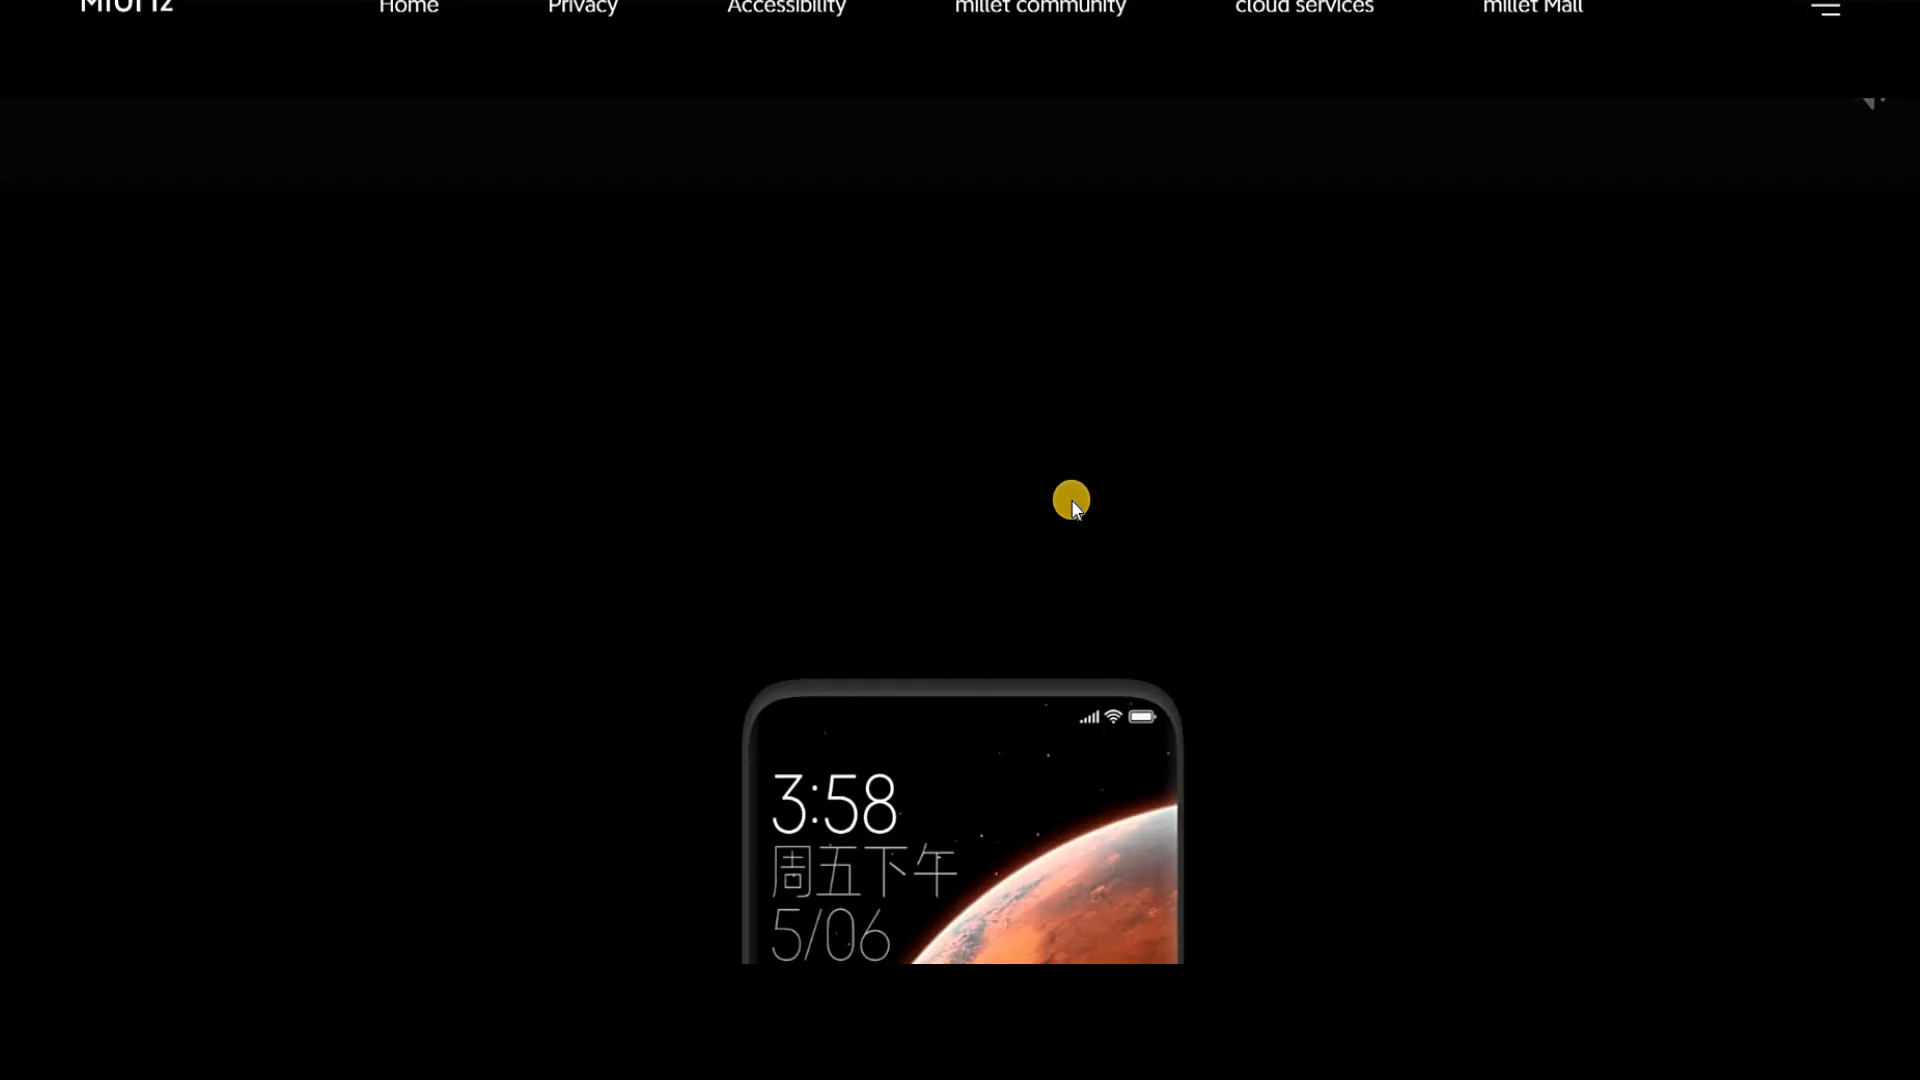 MIUI 12
Home
Privacy
Accessibility
millet community
cloud services
millet Mall
3:58
周五下午
5/06